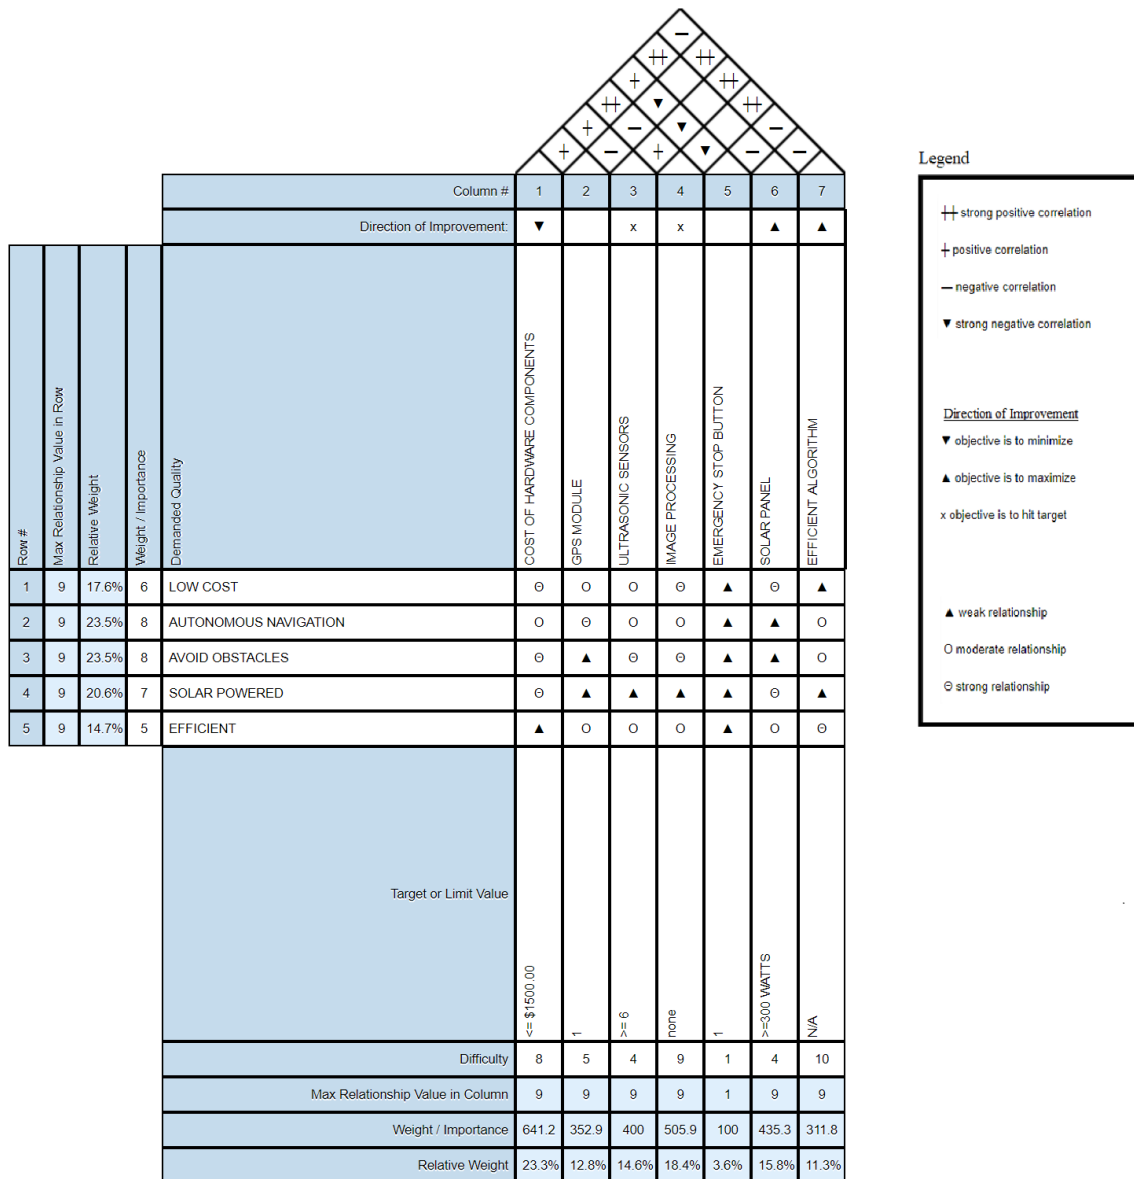 Legend
Column # 1 2 3 4 5 6 7
Direction of Improvement: ▼ x x ▲ ▲
╫ strong positive correlation
┼ positive correlation
— negative correlation
▼ strong negative correlation
Direction of Improvement
▼ objective is to minimize
▲ objective is to maximize
x objective is to hit target
▲ weak relationship
O moderate relationship
Θ strong relationship
Row #
Max Relationship Value in Row
Relative Weight
Weight / Importance
Demanded Quality
COST OF HARDWARE COMPONENTS
GPS MODULE
ULTRASONIC SENSORS
IMAGE PROCESSING
EMERGENCY STOP BUTTON
SOLAR PANEL
EFFICIENT ALGORITHM
1 9 17.6% 6 LOW COST Θ O O Θ ▲ Θ ▲
2 9 23.5% 8 AUTONOMOUS NAVIGATION O Θ O O ▲ ▲ O
3 9 23.5% 8 AVOID OBSTACLES Θ ▲ Θ Θ ▲ ▲ O
4 9 20.6% 7 SOLAR POWERED Θ ▲ ▲ ▲ ▲ Θ ▲
5 9 14.7% 5 EFFICIENT ▲ O O O ▲ O Θ
Target or Limit Value
<= $1500.00
1
>= 6
none
1
>=300 WATTS
N/A
Difficulty 8 5 4 9 1 4 10
Max Relationship Value in Column 9 9 9 9 1 9 9
Weight / Importance 641.2 352.9 400 505.9 100 435.3 311.8
Relative Weight 23.3% 12.8% 14.6% 18.4% 3.6% 15.8% 11.3%